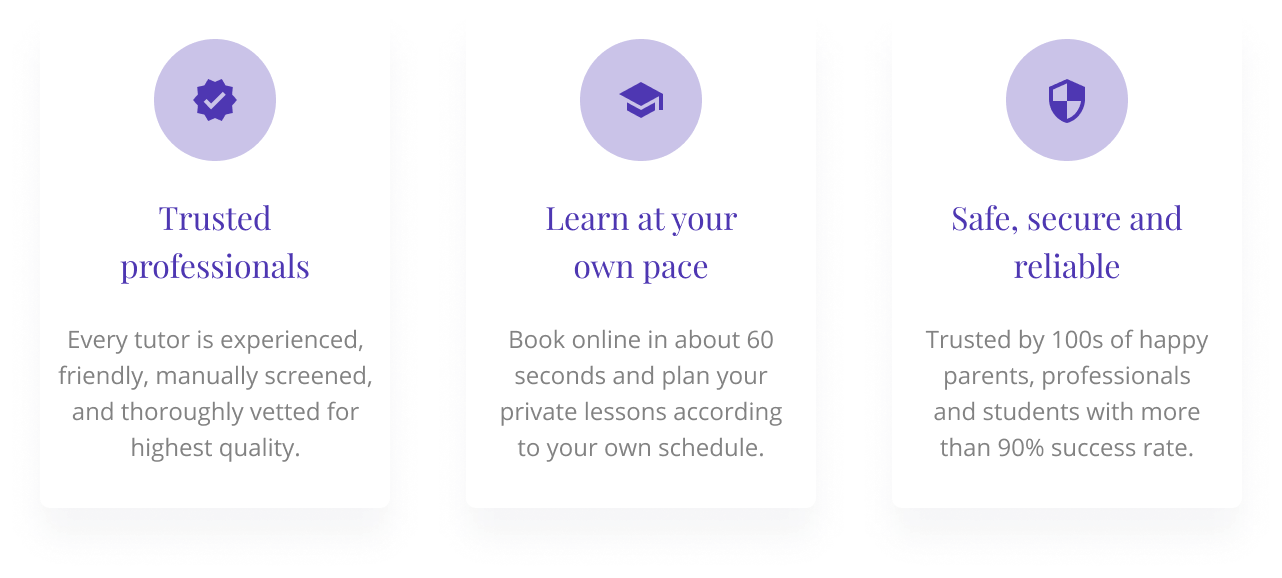 Trusted
professionals
Every tutor is experienced,
friendly, manually screened,
and thoroughly vetted for
highest quality.
Learn at your
own pace
Book online in about 60
seconds and plan your
private lessons according
to your own schedule.
Safe, secure and
reliable
Trusted by 100s of happy
parents, professionals
and students with more
than 90% success rate.